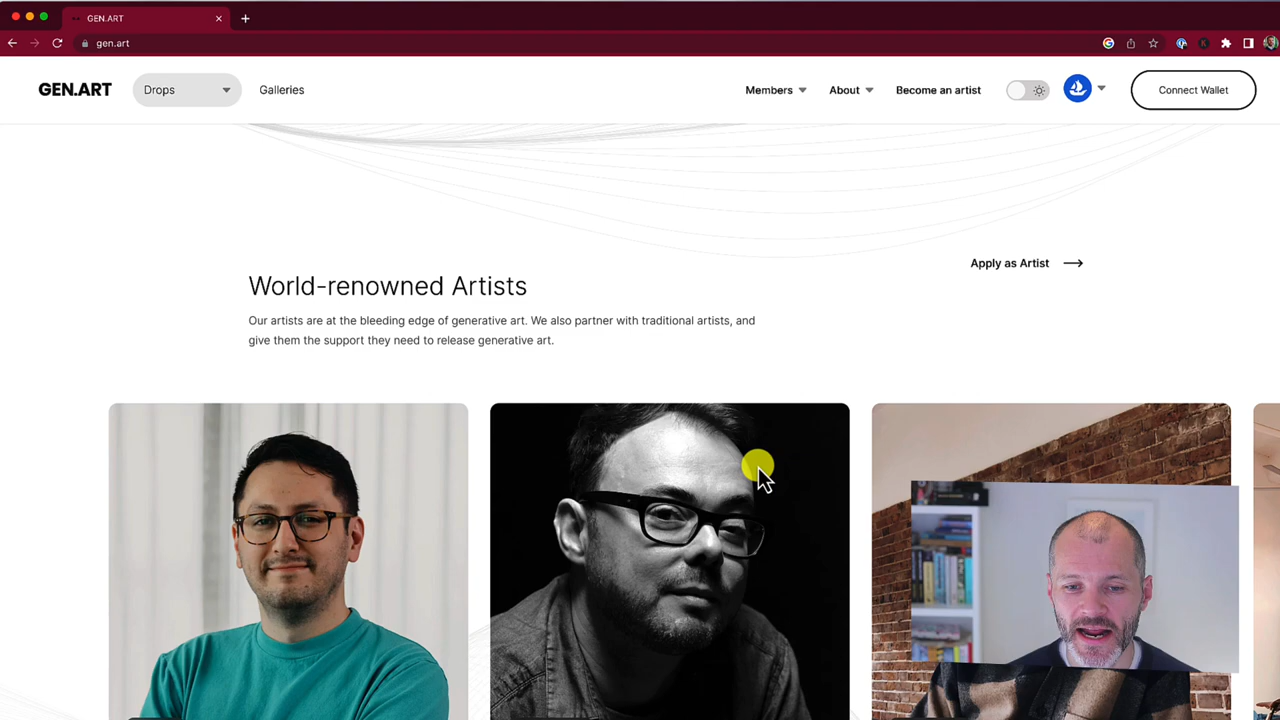 GEN.ART
gen.art
GEN.ART
Drops
Galleries
Members
About
Become an artist
Connect Wallet
Apply as Artist
World-renowned Artists
Our artists are at the bleeding edge of generative art. We also partner with traditional artists, and
give them the support they need to release generative art.